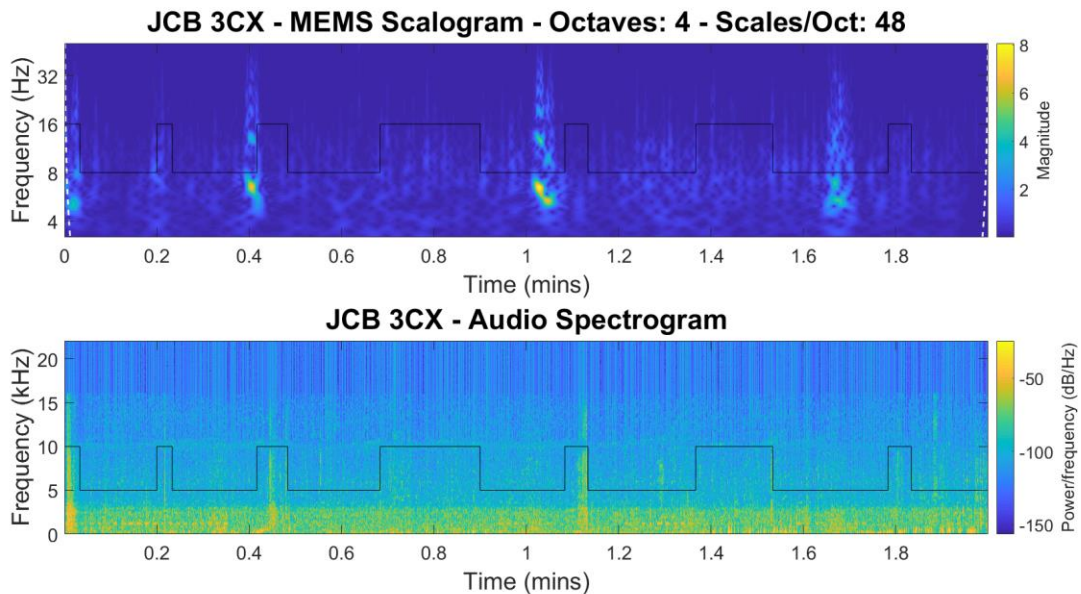 JCB 3CX - MEMS Scalogram - Octaves: 4 - Scales/Oct: 48
Frequency (Hz)
32
16
8
4
0 0.2 0.4 0.6 0.8 1 1.2 1.4 1.6 1.8
Time (mins)
8
6
4
2
Magnitude
JCB 3CX - Audio Spectrogram
Frequency (kHz)
20
15
10
5
0
0.2 0.4 0.6 0.8 1 1.2 1.4 1.6 1.8
Time (mins)
-50
-100
-150
Power/frequency (dB/Hz)